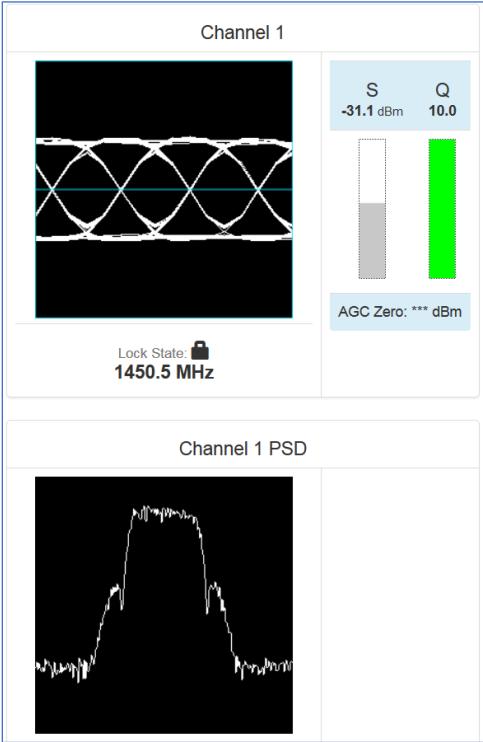 Channel 1
S Q
-31.1 dBm 10.0
AGC Zero: *** dBm
Lock State:
1450.5 MHz
Channel 1 PSD